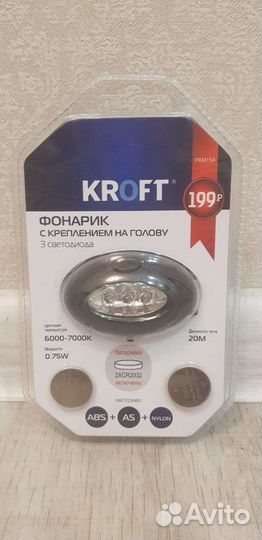 PRM154
KROFT®
199₽
ФОНАРИК
С КРЕПЛЕНИЕМ НА ГОЛОВУ
3 светодиода
Цветовая
температура
6000-7000K
Мощность
0.75W
Дальность луча
20М
батарейки
2XCR2032
включены
материал:
ABS + AS + NYLON
Avito